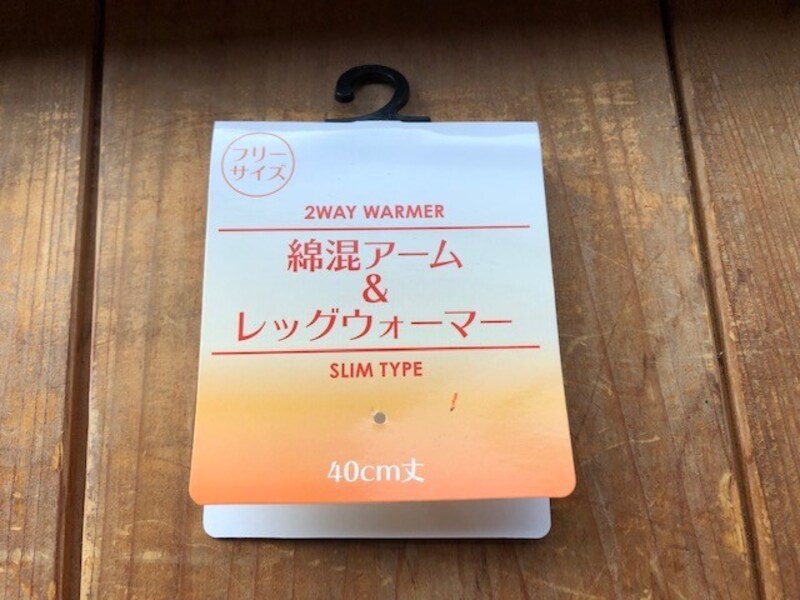 フリー
サイズ
2WAY WARMER
綿混アーム
&
レッグウォーマー
SLIM TYPE
40cm丈